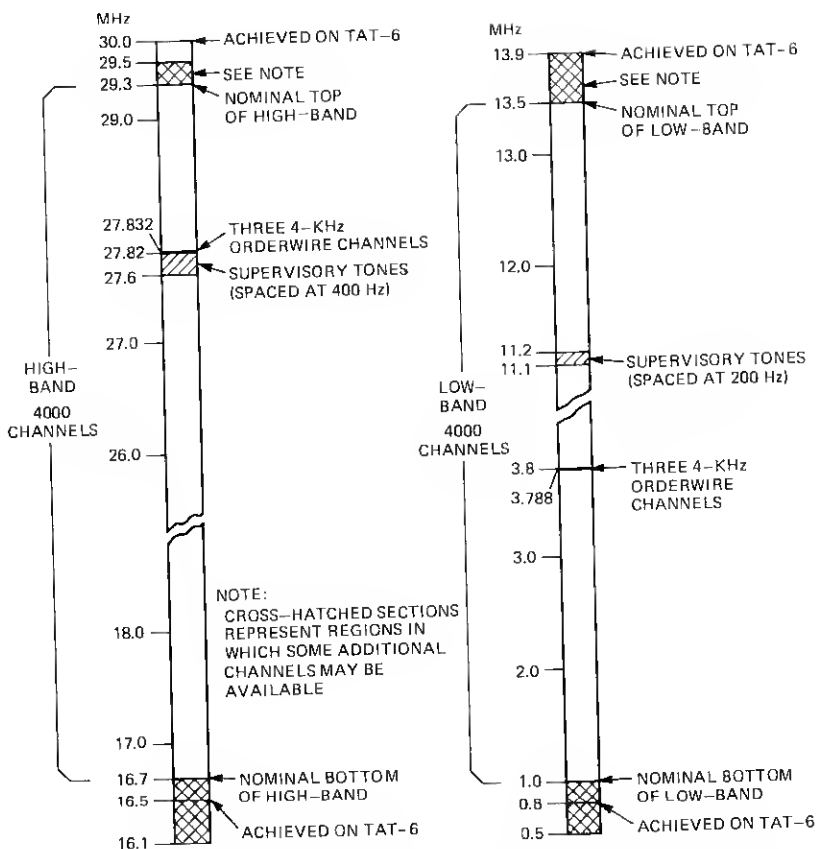 MHz
30.0
ACHIEVED ON TAT-6
29.5
SEE NOTE
29.3
NOMINAL TOP
OF HIGH-BAND
29.0
27.832
THREE 4-KHz
ORDERWIRE CHANNELS
27.82
SUPERVISORY TONES
(SPACED AT 400 Hz)
27.6
27.0
HIGH-
BAND
4000
CHANNELS
26.0
NOTE:
CROSS-HATCHED SECTIONS
REPRESENT REGIONS IN
WHICH SOME ADDITIONAL
CHANNELS MAY BE
AVAILABLE
18.0
17.0
16.7
NOMINAL BOTTOM
OF HIGH-BAND
16.5
ACHIEVED ON TAT-6
16.1
MHz
13.9
ACHIEVED ON TAT-6
SEE NOTE
13.5
NOMINAL TOP
OF LOW-8AND
13.0
12.0
11.2
SUPERVISORY TONES
(SPACED AT 200 Hz)
11.1
LOW-
BAND
4000
CHANNELS
3.8
THREE 4-KHz
ORDERWIRE
CHANNELS
3.788
3.0
2.0
1.0
NOMINAL BOTTOM
OF LOW-BAND
0.8
ACHIEVED ON TAT-6
0.5